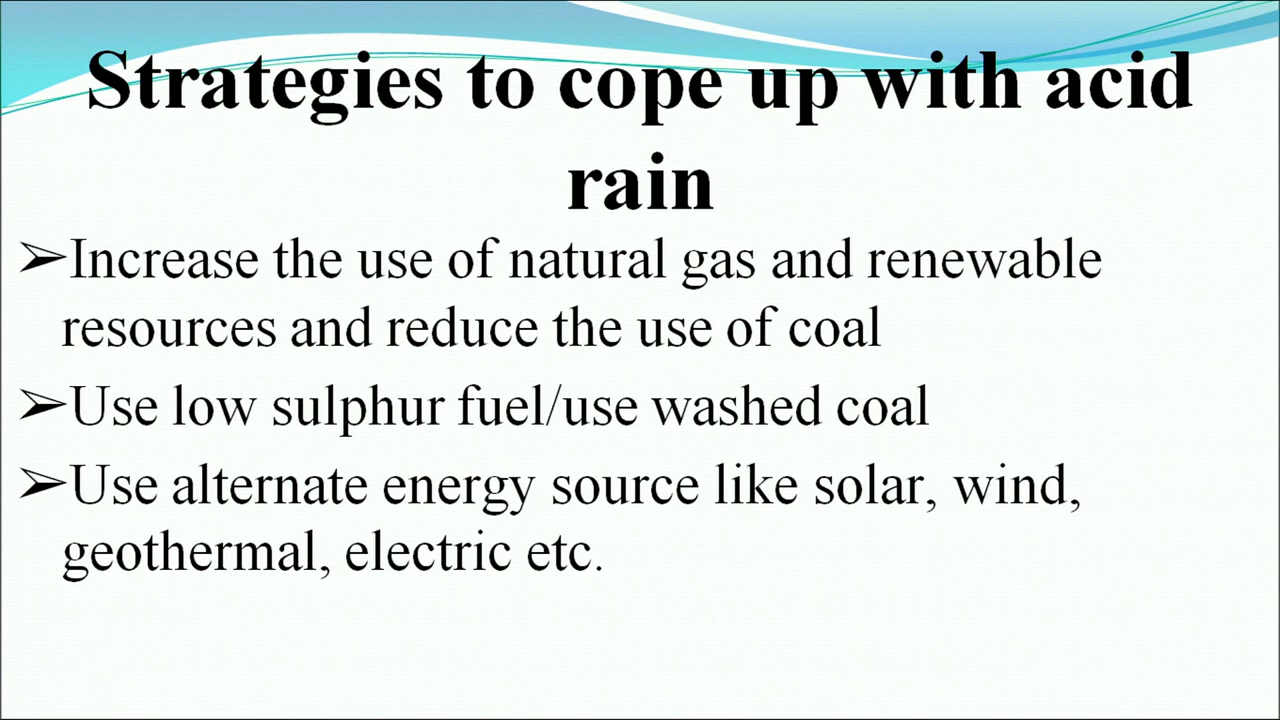 Strategies to cope up with acid
rain
➢Increase the use of natural gas and renewable
resources and reduce the use of coal
➢Use low sulphur fuel/use washed coal
➢Use alternate energy source like solar, wind,
geothermal, electric etc.